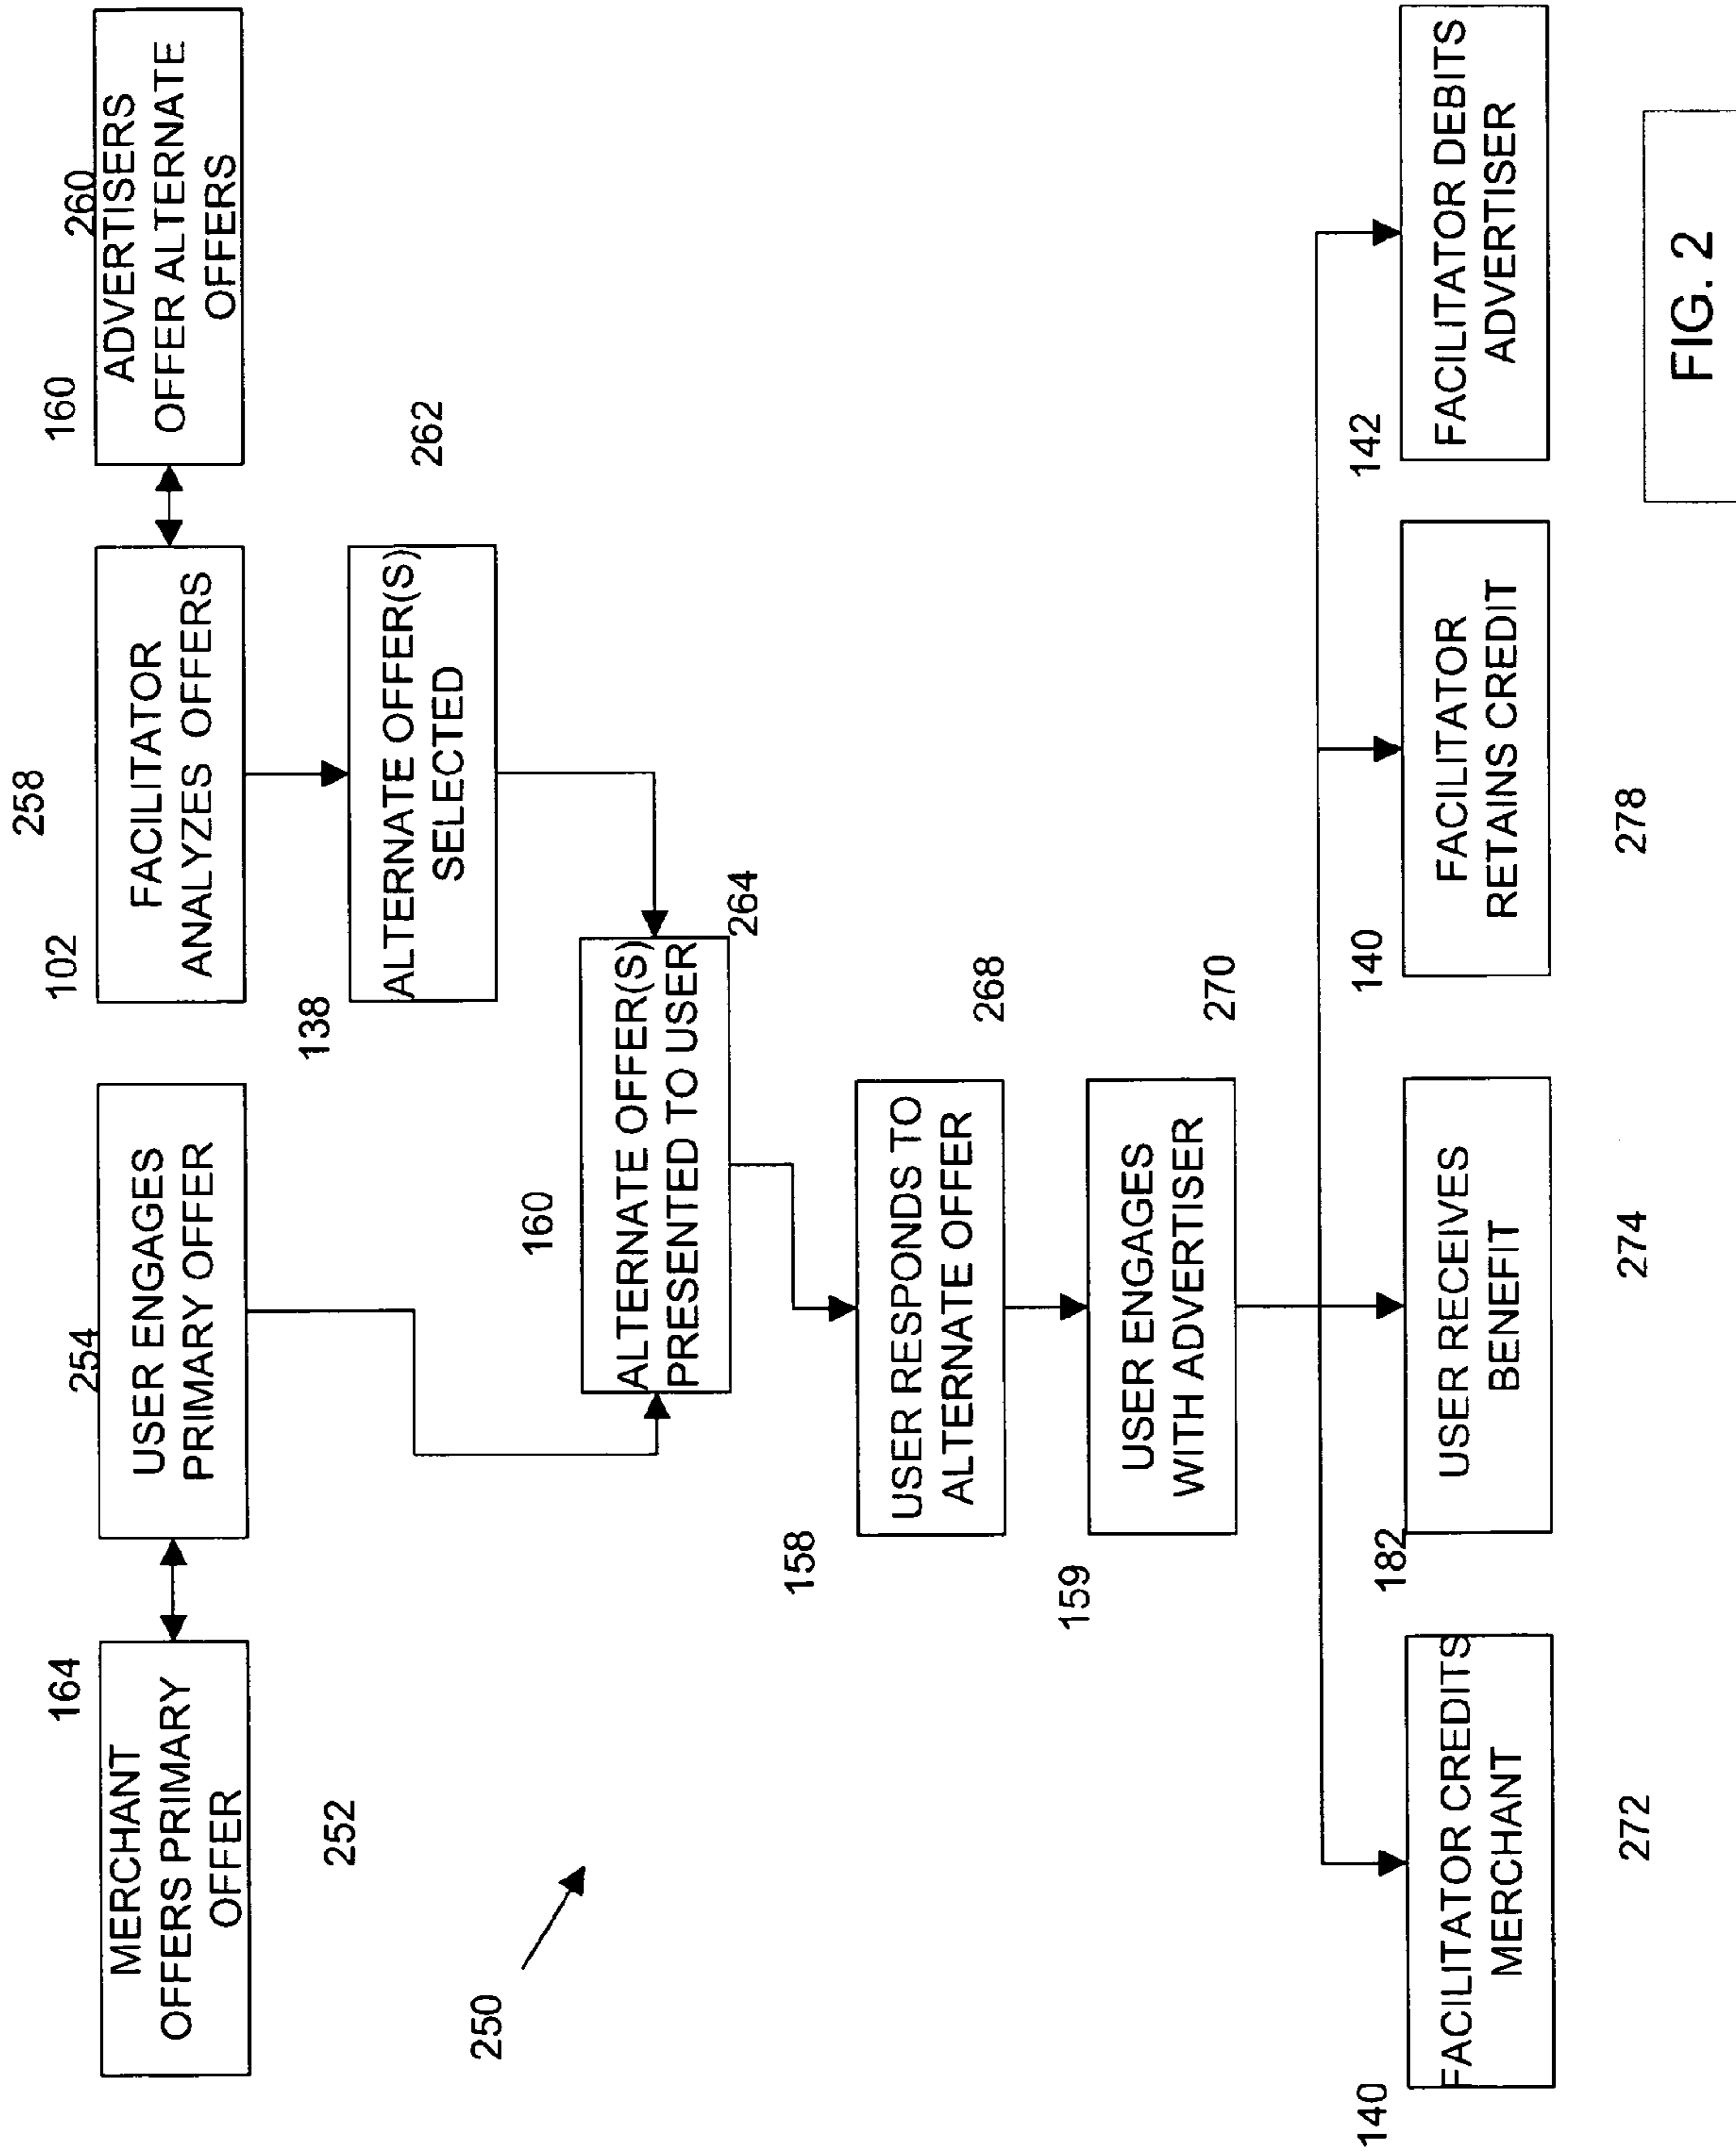 164
MERCHANT
OFFERS PRIMARY
OFFER
252
254
USER ENGAGES
PRIMARY OFFER
258
102
FACILITATOR
ANALYZES OFFERS
160
260
ADVERTISERS
OFFER ALTERNATE
OFFERS
138
ALTERNATE OFFER(S)
SELECTED
262
250
160
ALTERNATE OFFER(S)
PRESENTED TO USER
264
158
USER RESPONDS TO
ALTERNATE OFFER
268
159
USER ENGAGES
WITH ADVERTISER
270
140
FACILITATOR CREDITS
MERCHANT
272
182
USER RECEIVES
BENEFIT
274
140
FACILITATOR
RETAINS CREDIT
278
142
FACILITATOR DEBITS
ADVERTISER
FIG. 2